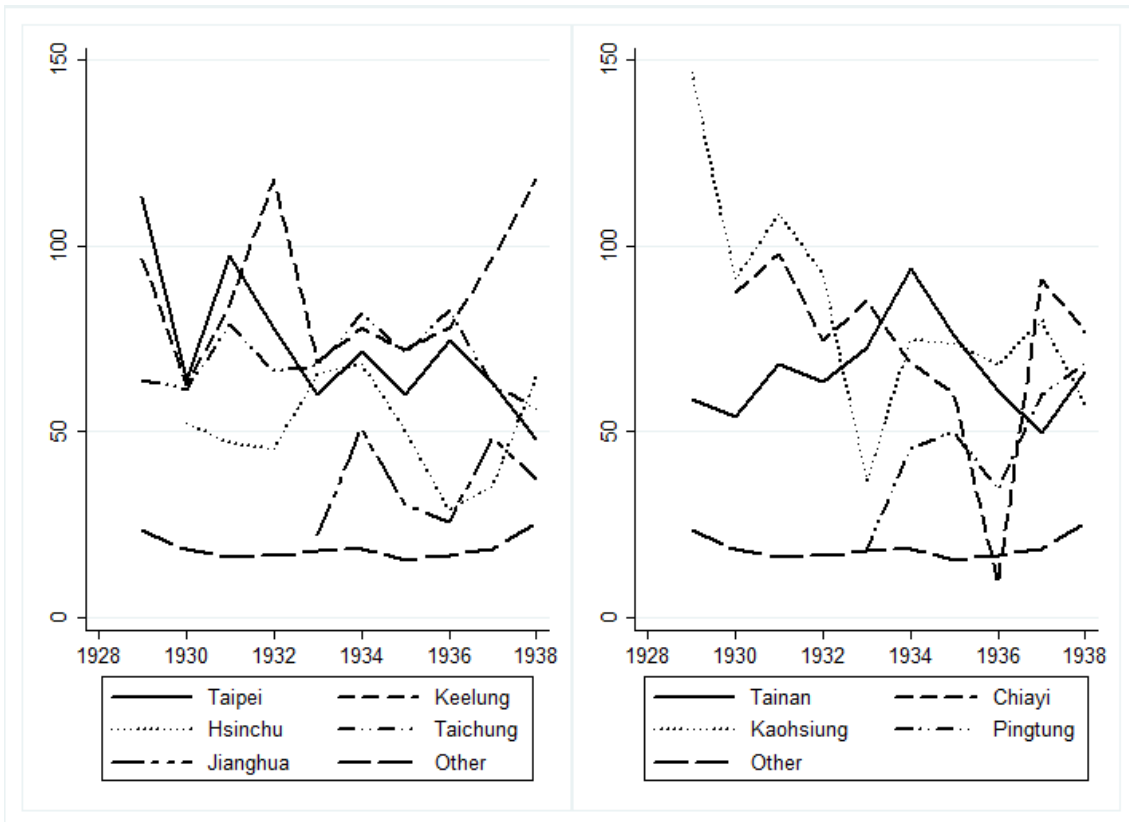 150
100
50
0
1928 1930 1932 1934 1936 1938
Taipei Keelung
Hsinchu Taichung
Jianghua Other
150
100
50
0
1928 1930 1932 1934 1936 1938
Tainan Chiayi
Kaohsiung Pingtung
Other